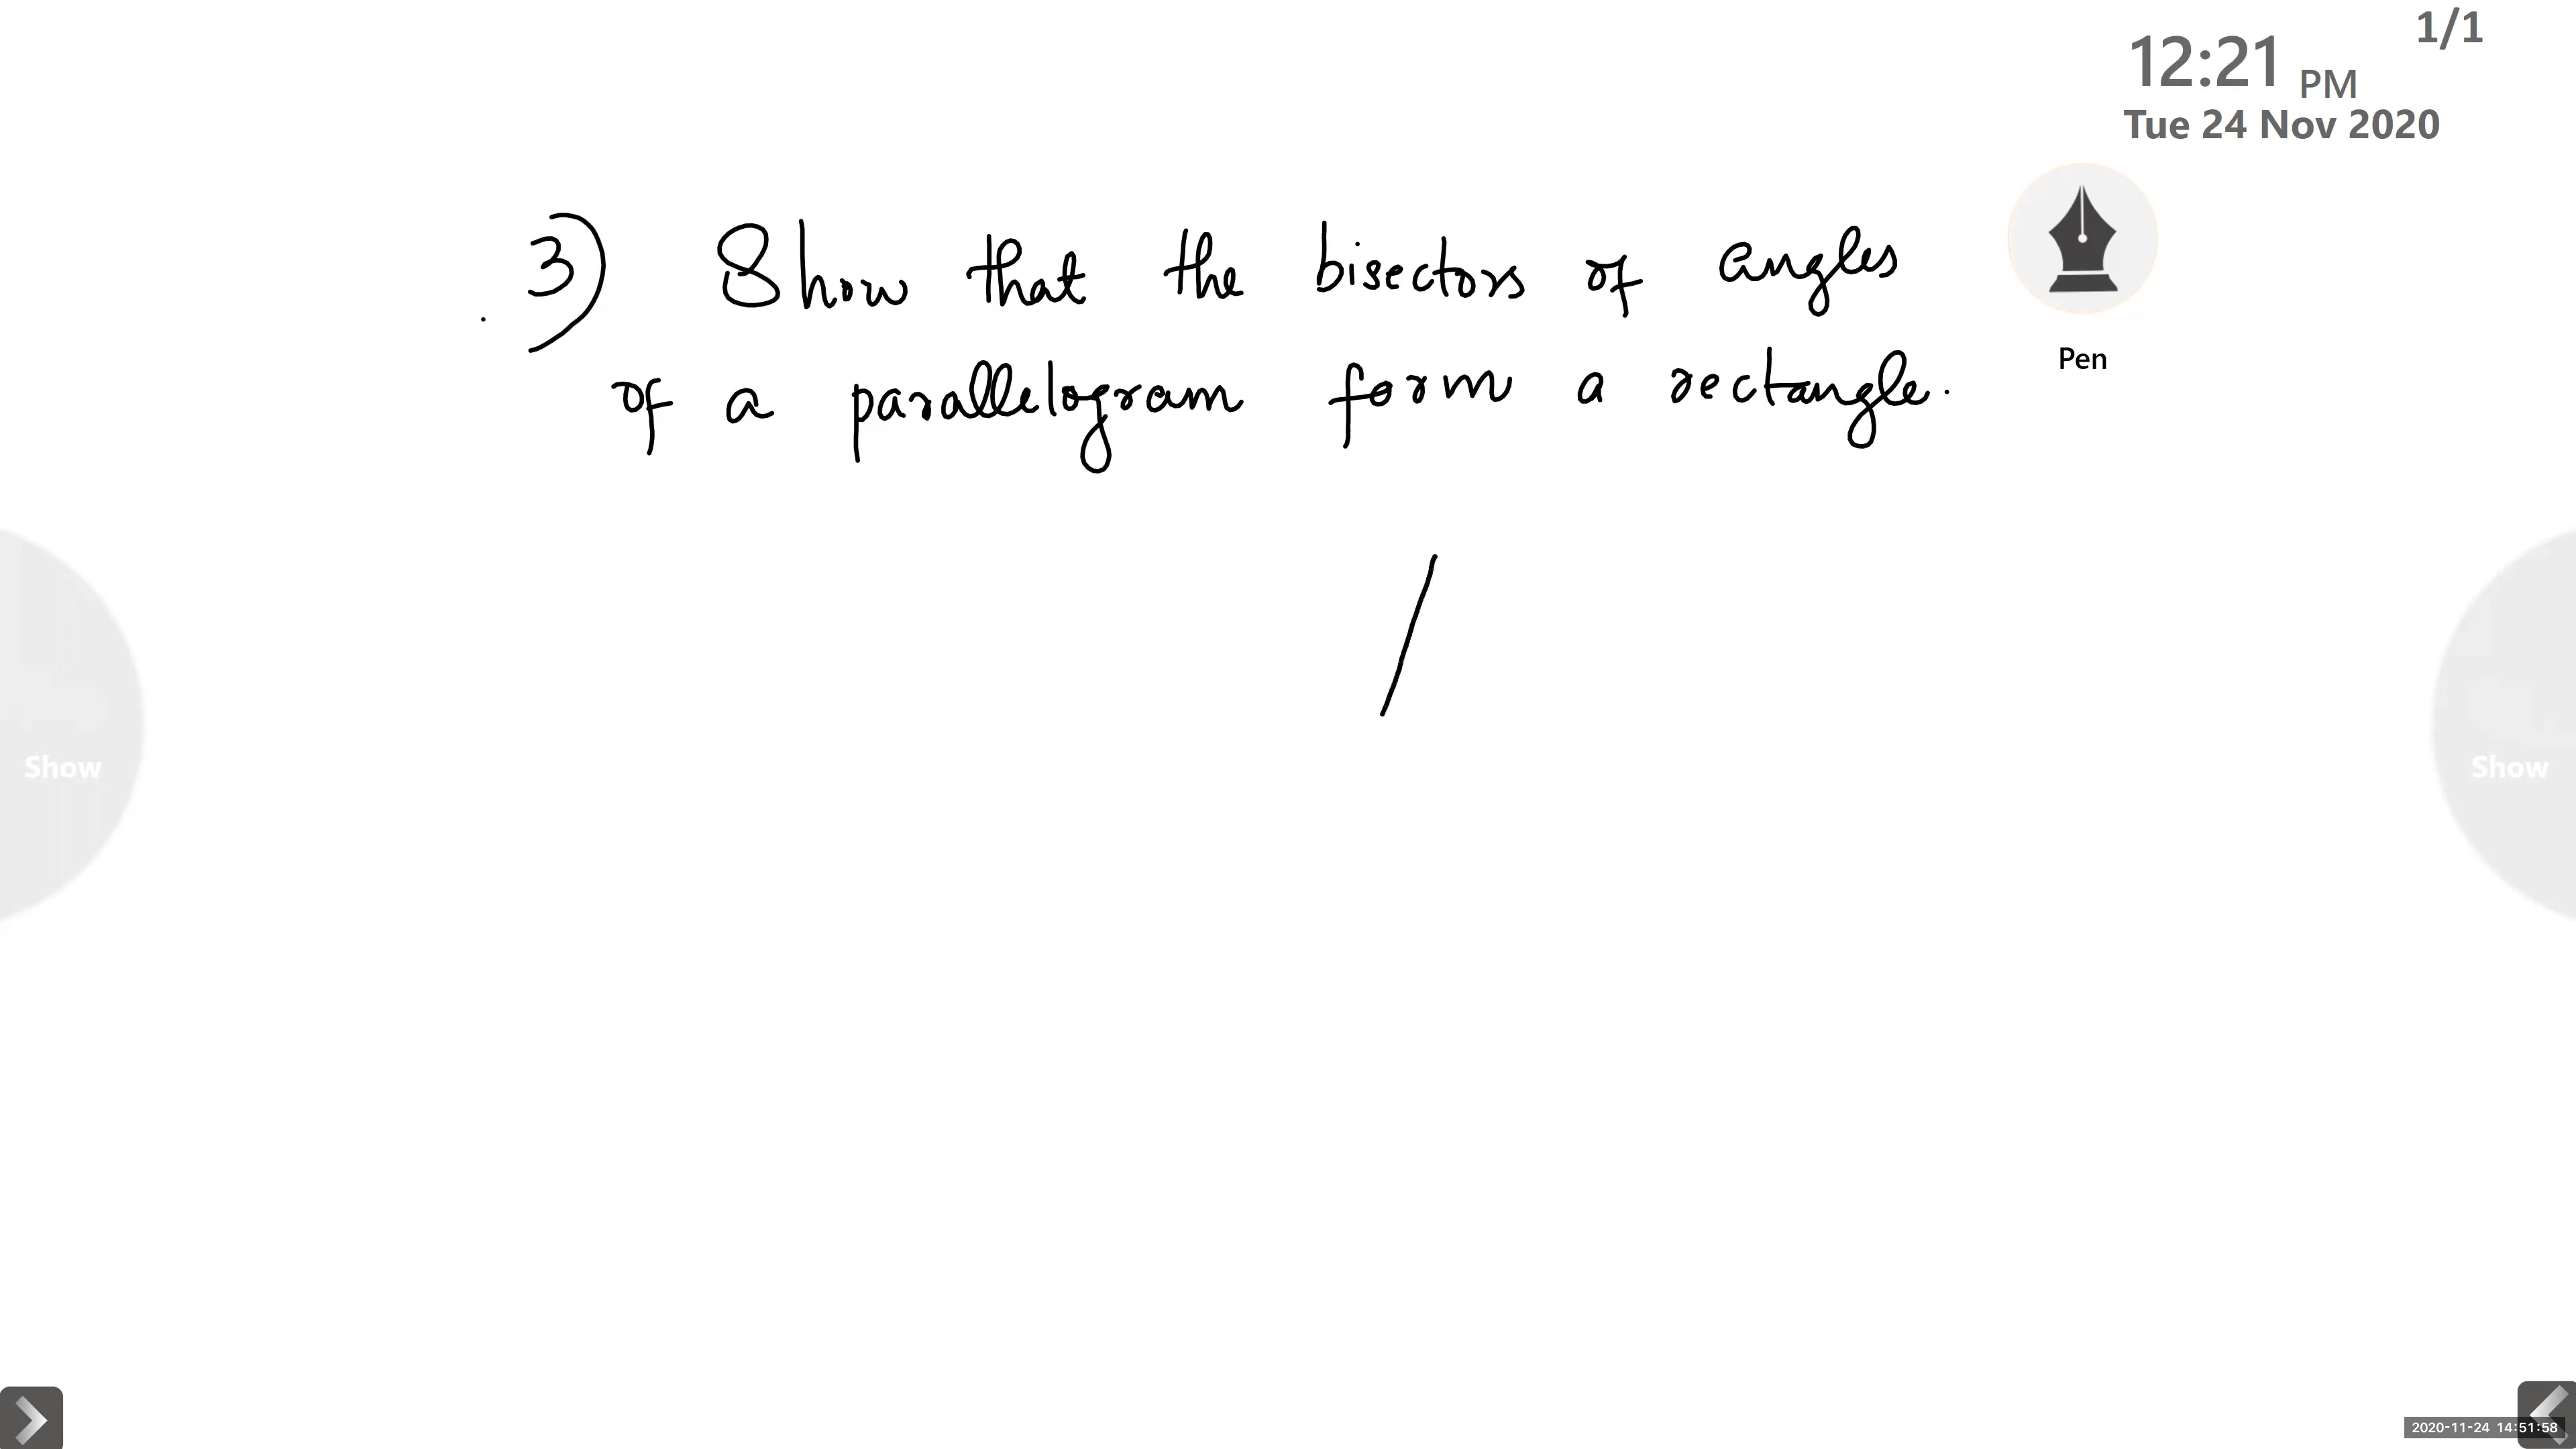 1/1
12:21 PM
Tue 24 Nov 2020
3) Show that the bisectors of angles
Pen
of a parallelogram form a rectangle.
Show
Show
2020-11-24 14:51:58